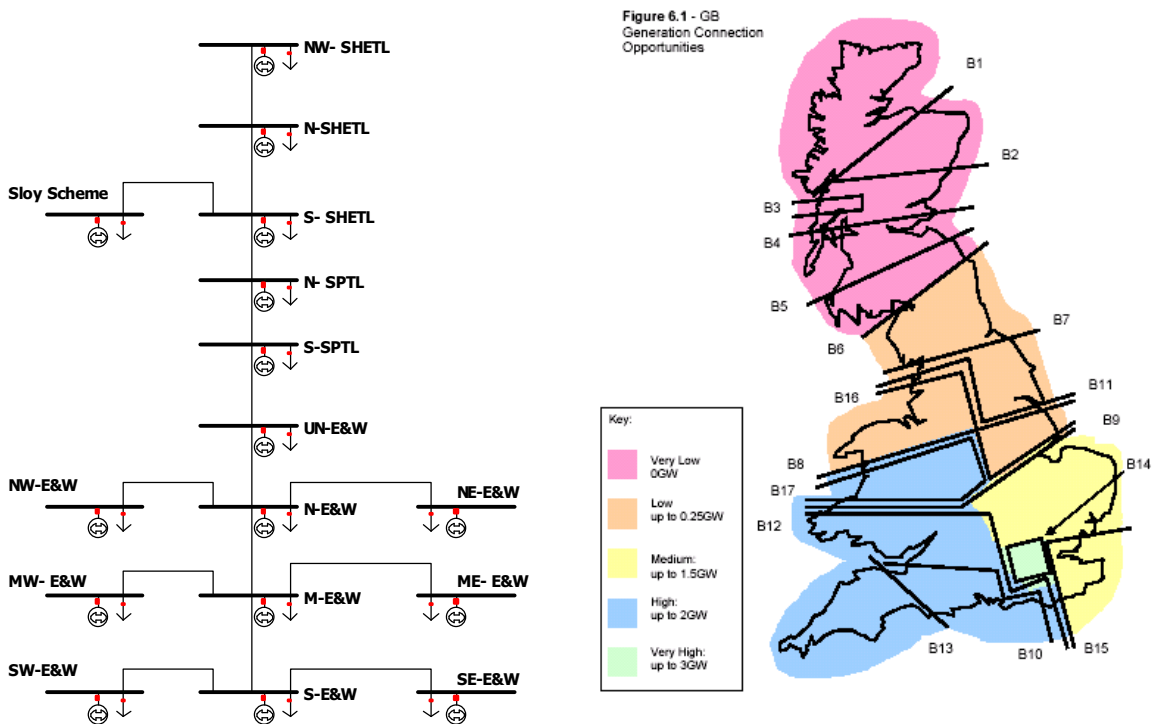 NW- SHETL
N-SHETL
Sloy Scheme
S- SHETL
N- SPTL
S-SPTL
UN-E&W
NW-E&W
N-E&W
NE-E&W
MW- E&W
M-E&W
ME- E&W
SW-E&W
S-E&W
SE-E&W
Figure 6.1 - GB
Generation Connection
Opportunities
B1
B2
B3
B4
B5
B6
B7
B16
B11
B9
B8
B14
B17
B12
B13
B10
B15
Key:
Very Low
0GW
Low
up to 0.25GW
Medium:
up to 1.5GW
High:
up to 2GW
Very High:
up to 3GW